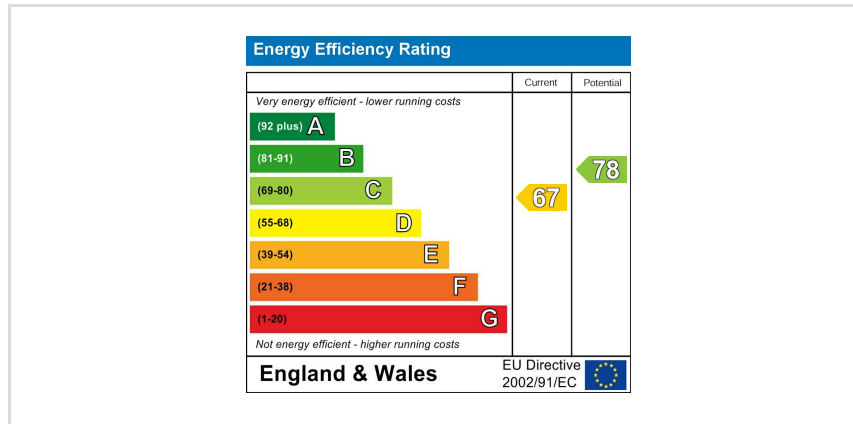 Energy Efficiency Rating
Current Potential
Very energy efficient - lower running costs
(92 plus) A
(81-91) B
(69-80) C
(55-68) D
(39-54) E
(21-38) F
(1-20) G
67
78
Not energy efficient - higher running costs
England & Wales
EU Directive
2002/91/EC